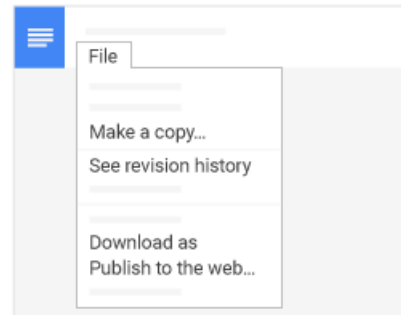 File
Make a copy...
See revision history
Download as
Publish to the web...